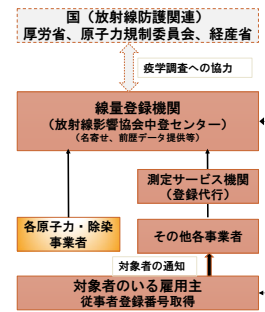 国（放射線防護関連）
厚労省、原子力規制委員会、経産省
疫学調査への協力
線量登録機関
（放射線影響協会中登センター）
（名寄せ、前歴データ提供等）
測定サービス機関
（登録代行）
各原子力・除染
事業者
その他各事業者
対象者の通知
対象者のいる雇用主
従事者登録番号取得